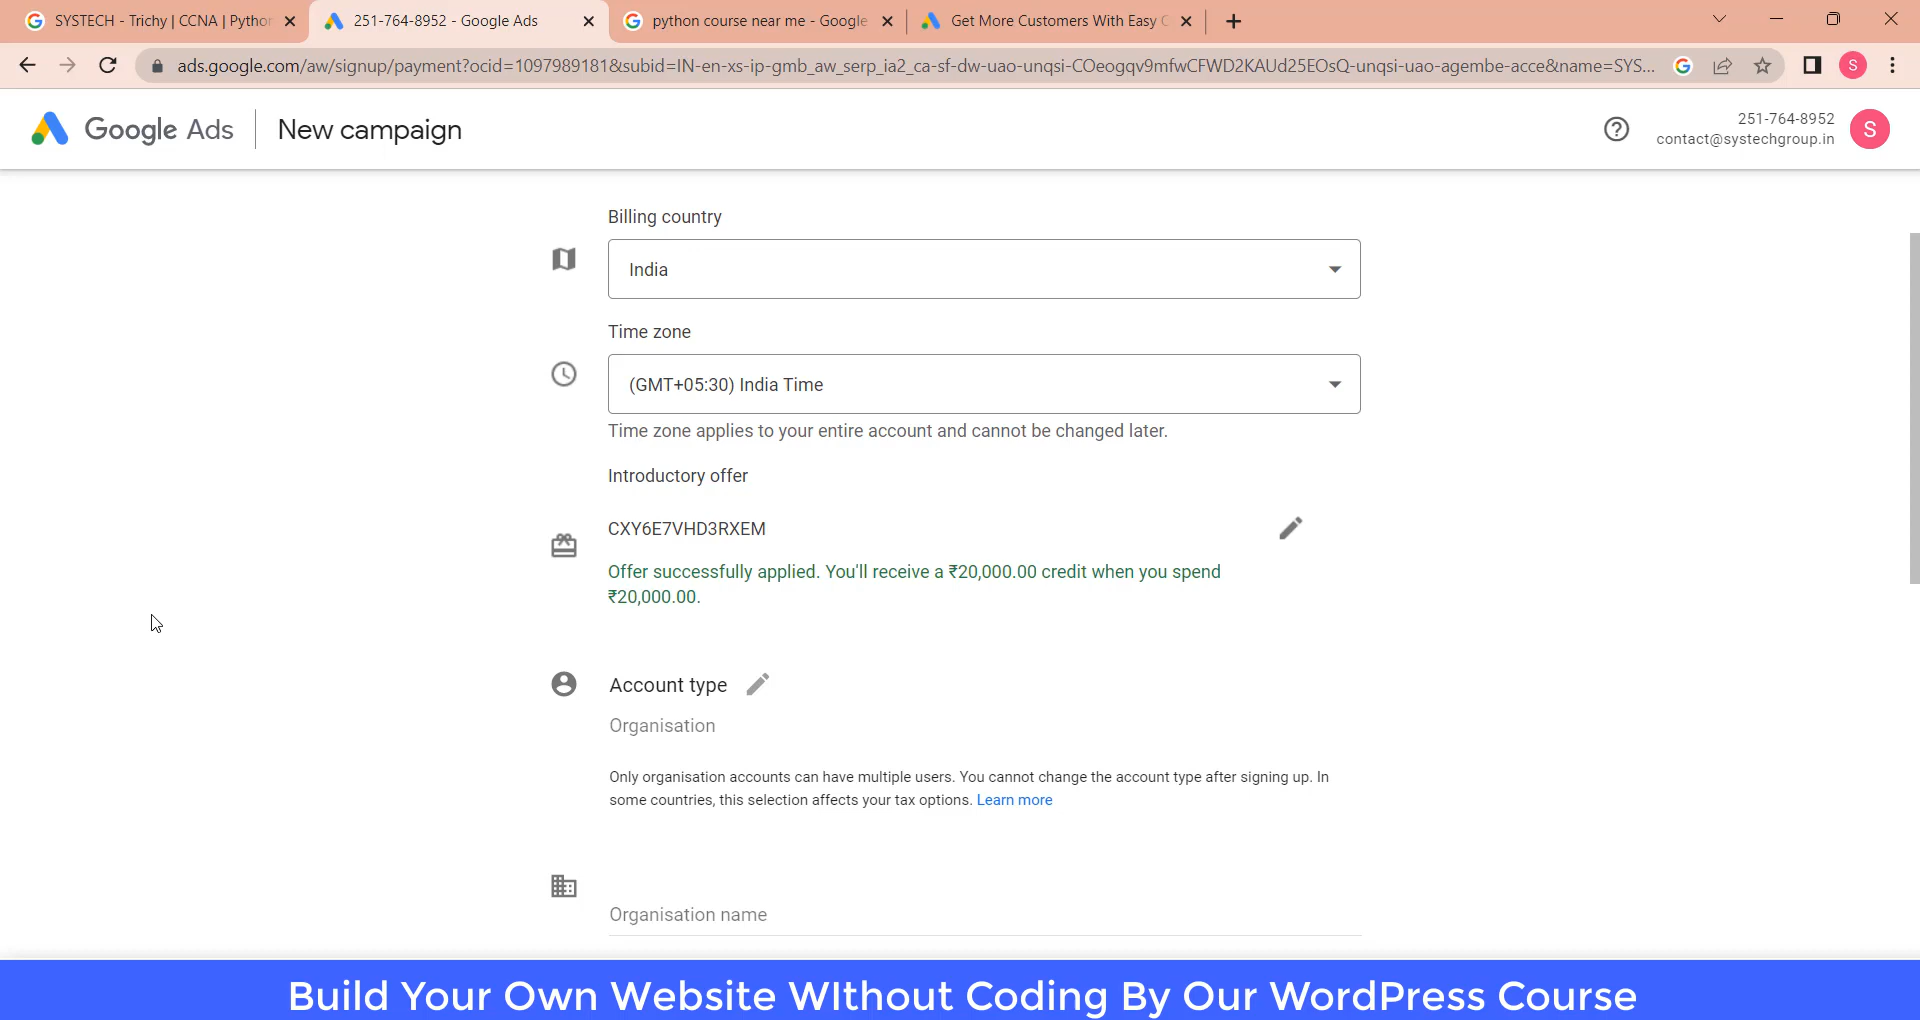 SYSTECH - Trichy | CCNA | Pythor
251-764-8952 - Google Ads
python course near me - Google
Get More Customers With Easy
ads.google.com/aw/signup/payment?ocid=1097989181&subid=IN-en-xs-ip-gmb_aw_serp_ia2_ca-sf-dw-uao-unqsi-COeogqv9mfwCFWD2KAUd25EOsQ-unqsi-uao-agembe-acce&name=SYS...
S
Google Ads
New campaign
251-764-8952
contact@systechgroup.in
S
Billing country
India
Time zone
(GMT+05:30) India Time
Time zone applies to your entire account and cannot be changed later.
Introductory offer
CXY6E7VHD3RXEM
Offer successfully applied. You'll receive a ₹20,000.00 credit when you spend
₹20,000.00.
Account type
Organisation
Only organisation accounts can have multiple users. You cannot change the account type after signing up. In
some countries, this selection affects your tax options. Learn more
Organisation name
Build Your Own Website WIthout Coding By Our WordPress Course